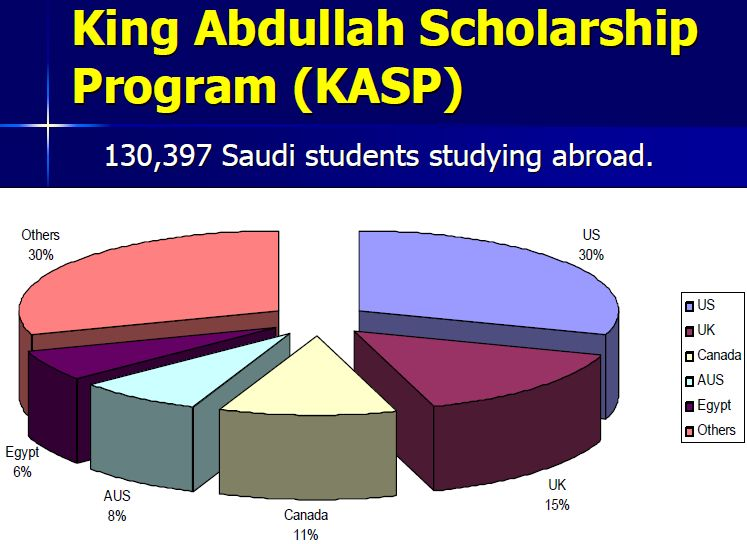 King Abdullah Scholarship
Program (KASP)
130,397 Saudi students studying abroad.
Others
30%
US
30%
Egypt
6%
AUS
8%
Canada
11%
UK
15%
US
UK
Canada
AUS
Egypt
Others